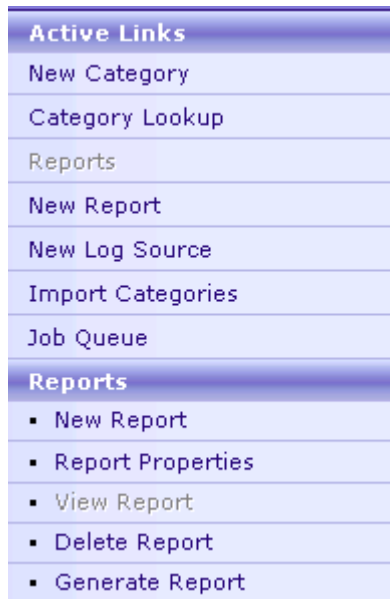 Active Links
New Category
Category Lookup
Reports
New Report
New Log Source
Import Categories
Job Queue
Reports
▪ New Report
▪ Report Properties
▪ View Report
▪ Delete Report
▪ Generate Report